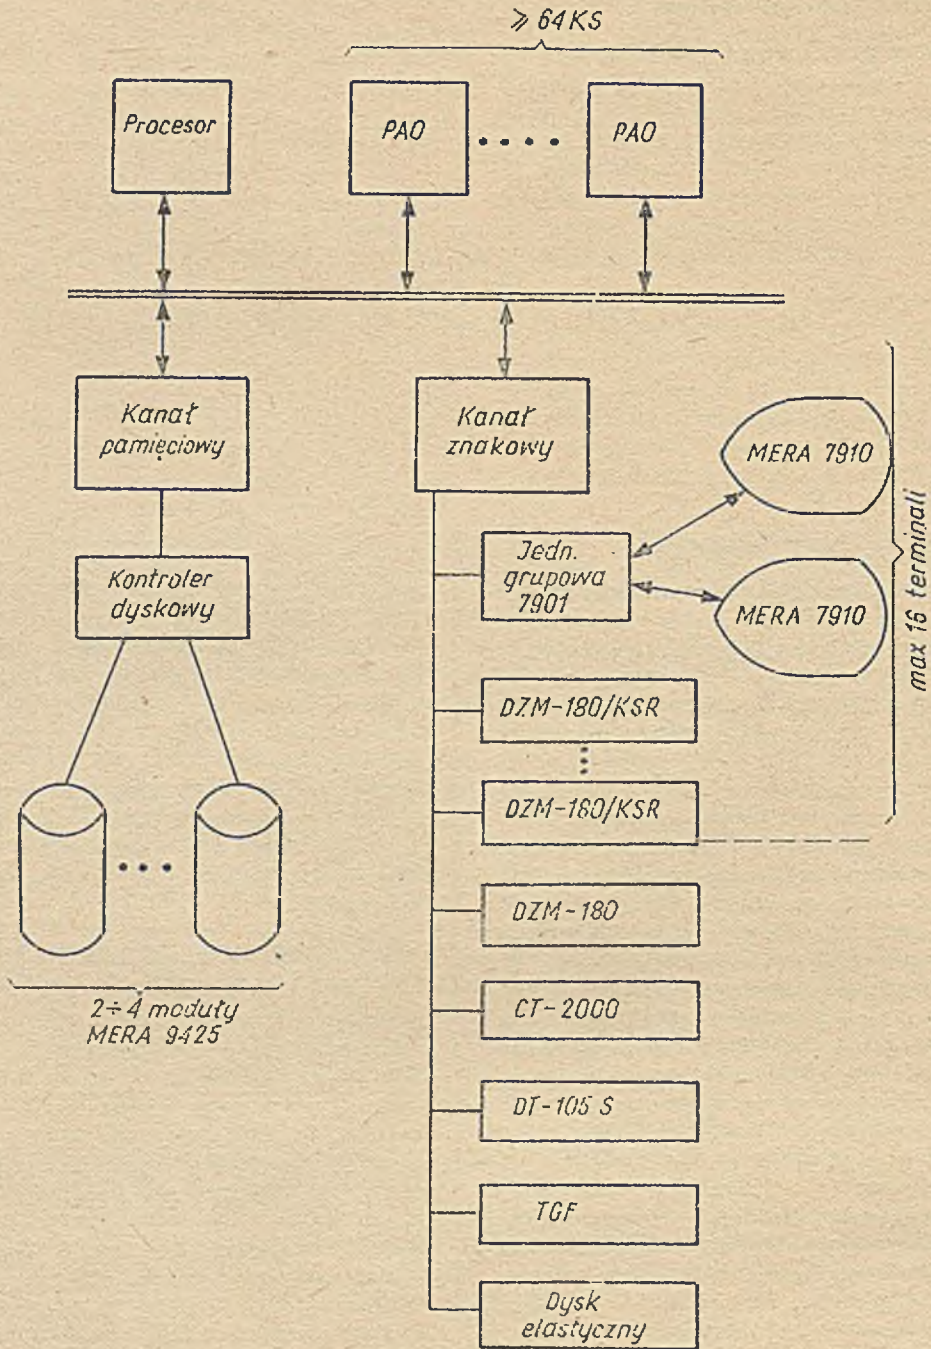 ⩾ 64 KS
Procesor
PAO
PAO
Kanał
pamięciowy
Kanał
znakowy
Kontroler
dyskowy
Jedn.
grupowa
7901
MERA 7910
MERA 7910
max 16 terminali
DZM-180/KSR
DZM-180/KSR
DZM-180
CT-2000
DT-105 S
TGF
Dysk
elastyczny
2÷4 moduły
MERA 9425